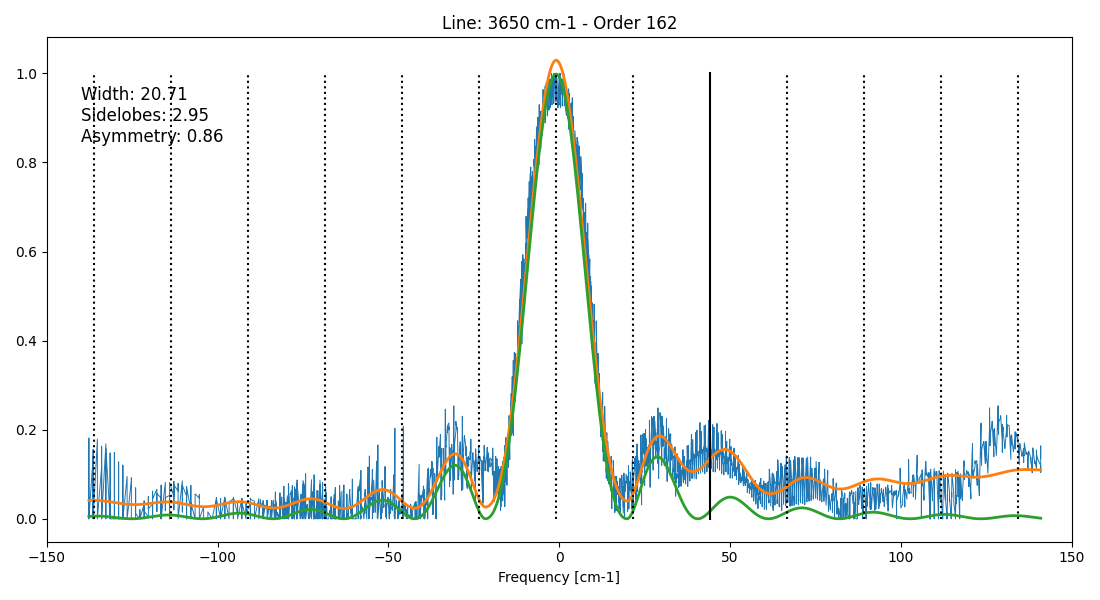 Line: 3650 cm-1 - Order 162
Width: 20.71
Sidelobes: 2.95
Asymmetry: 0.86
1.0
0.8
0.6
0.4
0.2
0.0
−150
−100
−50
0
50
100
150
Frequency [cm-1]